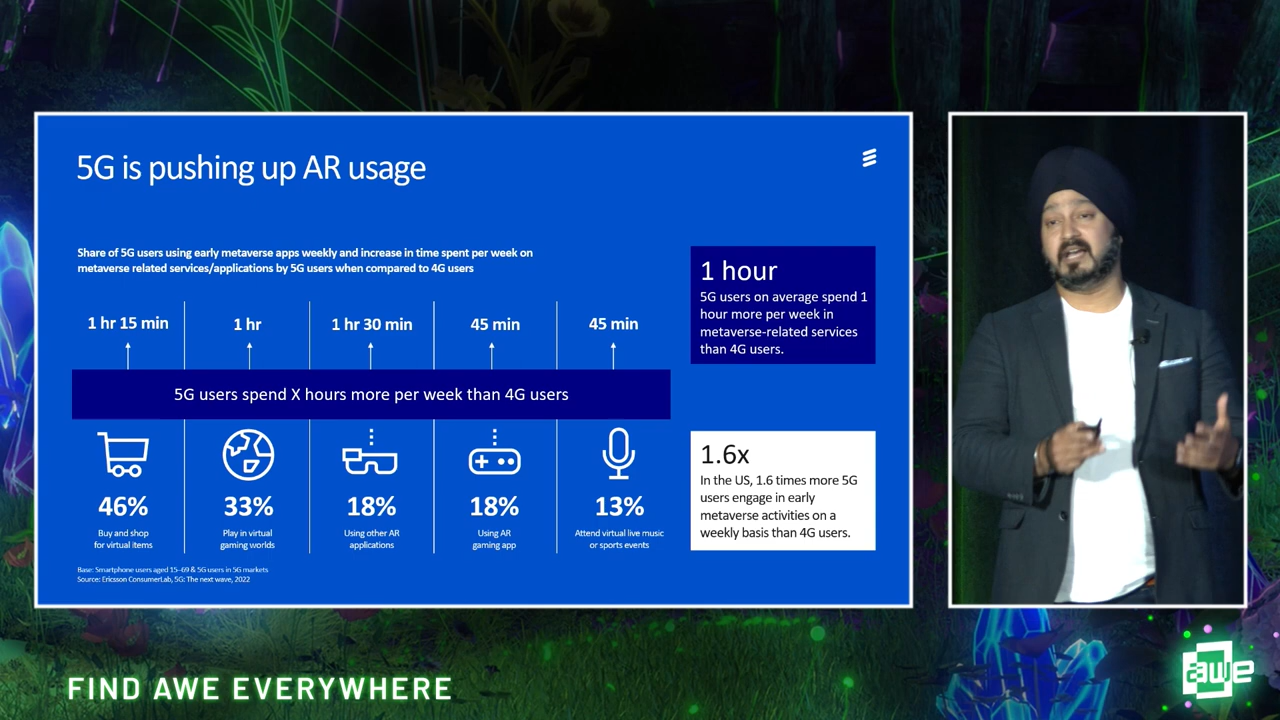 5G is pushing up AR usage
Share of 5G users using early metaverse apps weekly and increase in time spent per week on
metaverse related services/applications by 5G users when compared to 4G users
1 hr 15 min
1 hr
1 hr 30 min
45 min
45 min
5G users spend X hours more per week than 4G users
46%
Buy and shop
for virtual items
33%
Play in virtual
gaming worlds
18%
Using other AR
applications
18%
Using AR
gaming app
13%
Attend virtual live music
or sports events
Base: Smartphone users aged 15–69 & 5G users in 5G markets
Source: Ericsson ConsumerLab, 5G: The next wave, 2022
1 hour
5G users on average spend 1
hour more per week in
metaverse-related services
than 4G users.
1.6x
In the US, 1.6 times more 5G
users engage in early
metaverse activities on a
weekly basis than 4G users.
FIND AWE EVERYWHERE
awe